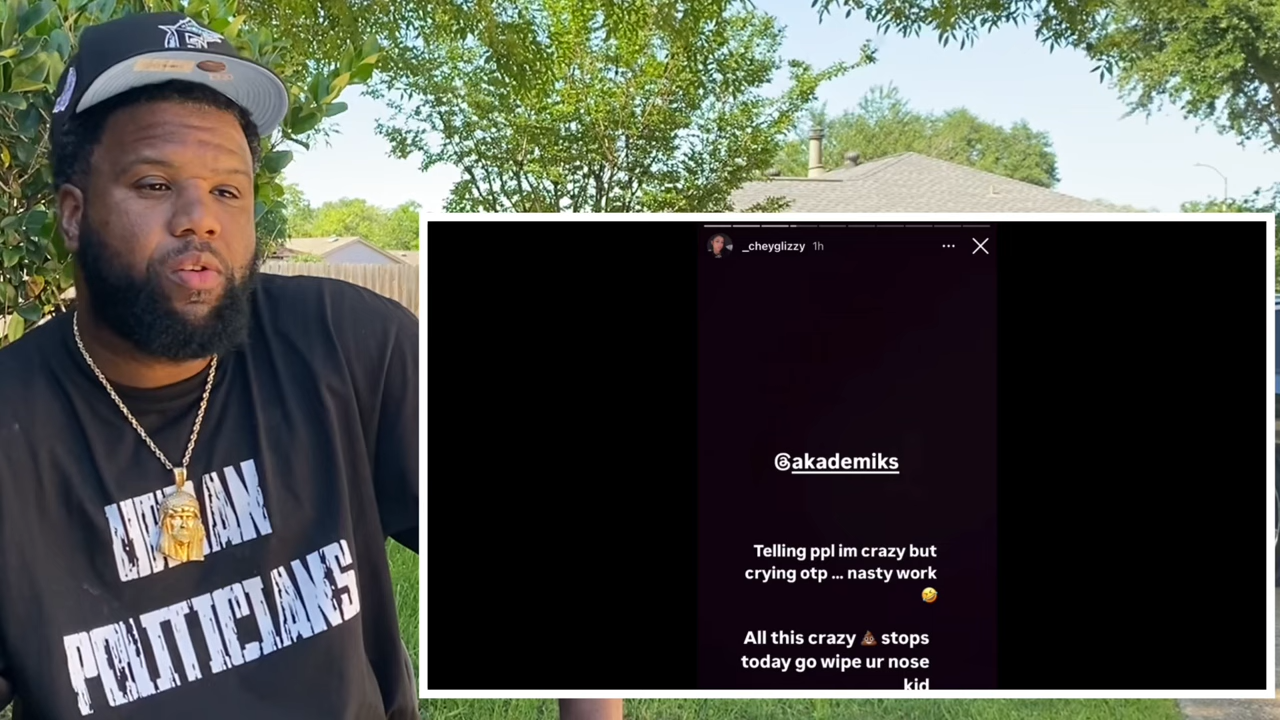 URBAN
POLITICIANS
_cheyglizzy 1h
@akademiks
Telling ppl im crazy but
crying otp ... nasty work
🤣
All this crazy 💩 stops
today go wipe ur nose
kid